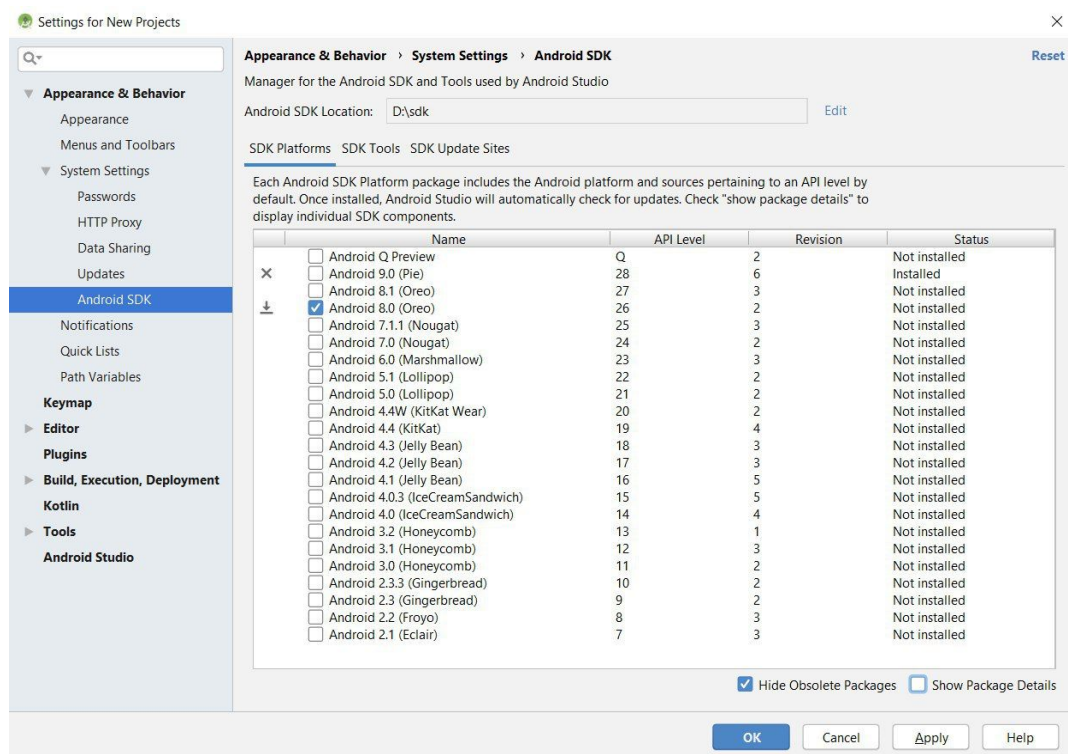 Settings for New Projects
Appearance & Behavior
Appearance
Menus and Toolbars
System Settings
Passwords
HTTP Proxy
Data Sharing
Updates
Android SDK
Notifications
Quick Lists
Path Variables
Keymap
Editor
Plugins
Build, Execution, Deployment
Kotlin
Tools
Android Studio
Appearance & Behavior › System Settings › Android SDK
Reset
Manager for the Android SDK and Tools used by Android Studio
Android SDK Location: D:\sdk Edit
SDK Platforms SDK Tools SDK Update Sites
Each Android SDK Platform package includes the Android platform and sources pertaining to an API level by
default. Once installed, Android Studio will automatically check for updates. Check "show package details" to
display individual SDK components.
Name API Level Revision Status
Android Q Preview Q 2 Not installed
Android 9.0 (Pie) 28 6 Installed
Android 8.1 (Oreo) 27 3 Not installed
Android 8.0 (Oreo) 26 2 Not installed
Android 7.1.1 (Nougat) 25 3 Not installed
Android 7.0 (Nougat) 24 2 Not installed
Android 6.0 (Marshmallow) 23 3 Not installed
Android 5.1 (Lollipop) 22 2 Not installed
Android 5.0 (Lollipop) 21 2 Not installed
Android 4.4W (KitKat Wear) 20 2 Not installed
Android 4.4 (KitKat) 19 4 Not installed
Android 4.3 (Jelly Bean) 18 3 Not installed
Android 4.2 (Jelly Bean) 17 3 Not installed
Android 4.1 (Jelly Bean) 16 5 Not installed
Android 4.0.3 (IceCreamSandwich) 15 5 Not installed
Android 4.0 (IceCreamSandwich) 14 4 Not installed
Android 3.2 (Honeycomb) 13 1 Not installed
Android 3.1 (Honeycomb) 12 3 Not installed
Android 3.0 (Honeycomb) 11 2 Not installed
Android 2.3.3 (Gingerbread) 10 2 Not installed
Android 2.3 (Gingerbread) 9 2 Not installed
Android 2.2 (Froyo) 8 3 Not installed
Android 2.1 (Eclair) 7 3 Not installed
Hide Obsolete Packages Show Package Details
OK Cancel Apply Help